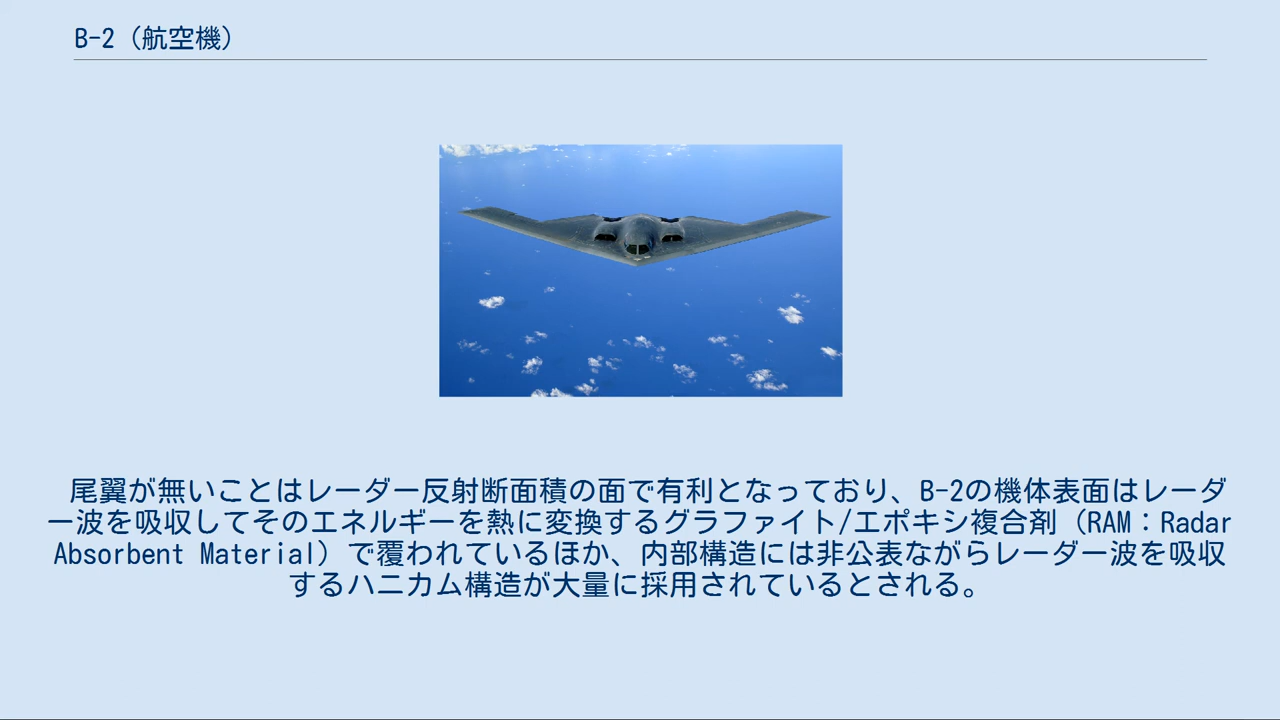 B-2（航空機）
尾翼が無いことはレーダー反射断面積の面で有利となっており、B-2の機体表面はレーダ
ー波を吸収してそのエネルギーを熱に変換するグラファイト/エポキシ複合剤（RAM：Radar
Absorbent Material）で覆われているほか、内部構造には非公表ながらレーダー波を吸収
するハニカム構造が大量に採用されているとされる。